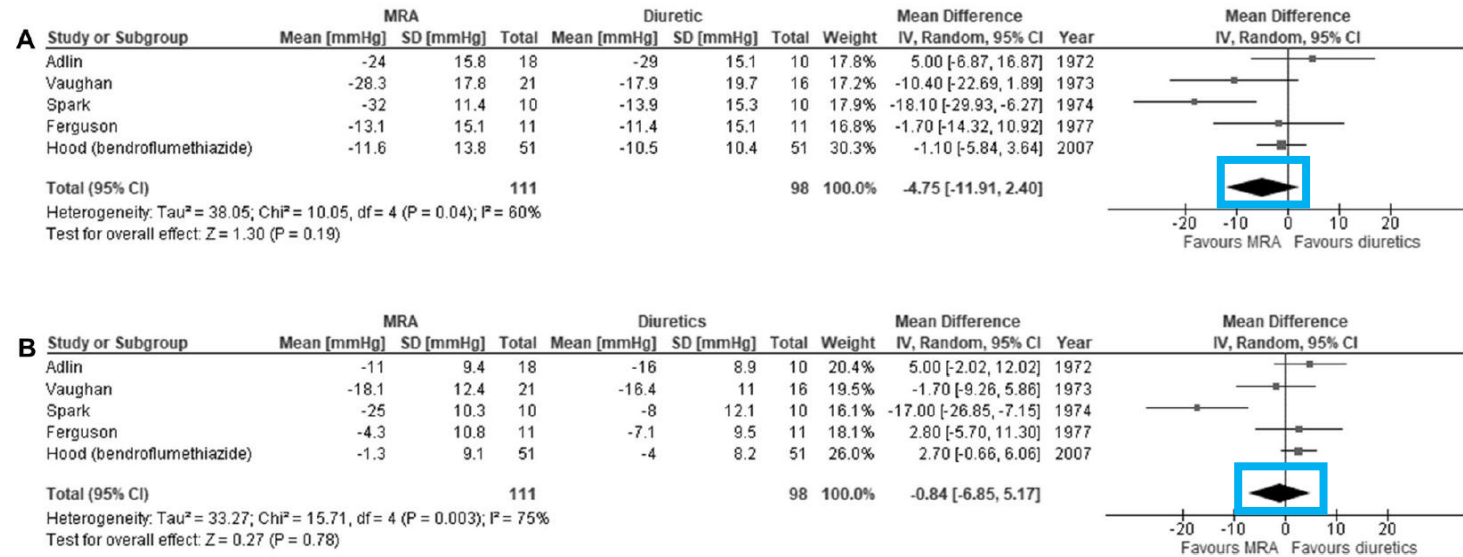 MRA Diuretic Mean Difference Mean Difference
A Study or Subgroup Mean [mmHg] SD [mmHg] Total Mean [mmHg] SD [mmHg] Total Weight IV, Random, 95% CI Year IV, Random, 95% CI
Adlin -24 15.8 18 -29 15.1 10 17.8% 5.00 [-6.87, 16.87] 1972
Vaughan -28.3 17.8 21 -17.9 19.7 16 17.2% -10.40 [-22.69, 1.89] 1973
Spark -32 11.4 10 -13.9 15.3 10 17.9% -18.10 [-29.93, -6.27] 1974
Ferguson -13.1 15.1 11 -11.4 15.1 11 16.8% -1.70 [-14.32, 10.92] 1977
Hood (bendroflumethiazide) -11.6 13.8 51 -10.5 10.4 51 30.3% -1.10 [-5.84, 3.64] 2007
Total (95% CI) 111 98 100.0% -4.75 [-11.91, 2.40]
Heterogeneity: Tau² = 38.05; Chi² = 10.05, df = 4 (P = 0.04); I² = 60%
Test for overall effect: Z = 1.30 (P = 0.19)
-20 -10 0 10 20
Favours MRA Favours diuretics
MRA Diuretics Mean Difference Mean Difference
B Study or Subgroup Mean [mmHg] SD [mmHg] Total Mean [mmHg] SD [mmHg] Total Weight IV, Random, 95% CI Year IV, Random, 95% CI
Adlin -11 9.4 18 -16 8.9 10 20.4% 5.00 [-2.02, 12.02] 1972
Vaughan -18.1 12.4 21 -16.4 11 16 19.5% -1.70 [-9.26, 5.86] 1973
Spark -25 10.3 10 -8 12.1 10 16.1% -17.00 [-26.85, -7.15] 1974
Ferguson -4.3 10.8 11 -7.1 9.5 11 18.1% 2.80 [-5.70, 11.30] 1977
Hood (bendroflumethiazide) -1.3 9.1 51 -4 8.2 51 26.0% 2.70 [-0.66, 6.06] 2007
Total (95% CI) 111 98 100.0% -0.84 [-6.85, 5.17]
Heterogeneity: Tau² = 33.27; Chi² = 15.71, df = 4 (P = 0.003); I² = 75%
Test for overall effect: Z = 0.27 (P = 0.78)
-20 -10 0 10 20
Favours MRA Favours diuretics